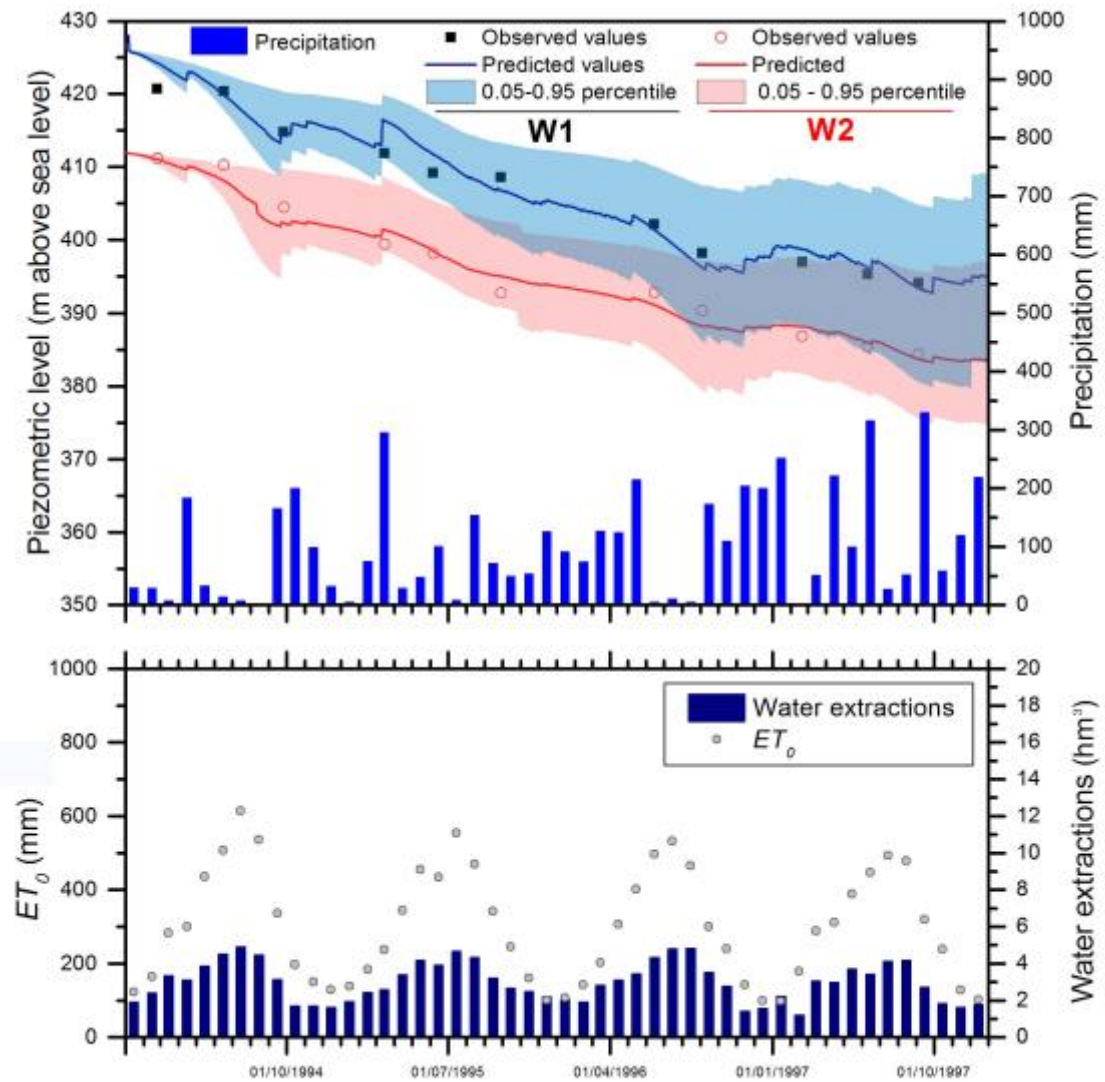 430
420
410
400
390
380
370
360
350
Piezometric level (m above sea level)
1000
900
800
700
600
500
400
300
200
100
0
Precipitation (mm)
Precipitation
Observed values
Predicted values
0.05-0.95 percentile
W1
Observed values
Predicted
0.05 - 0.95 percentile
W2
1000
800
600
400
200
0
ET0 (mm)
20
18
16
14
12
10
8
6
4
2
0
Water extractions (hm³)
Water extractions
ET0
01/10/1994
01/07/1995
01/04/1996
01/01/1997
01/10/1997